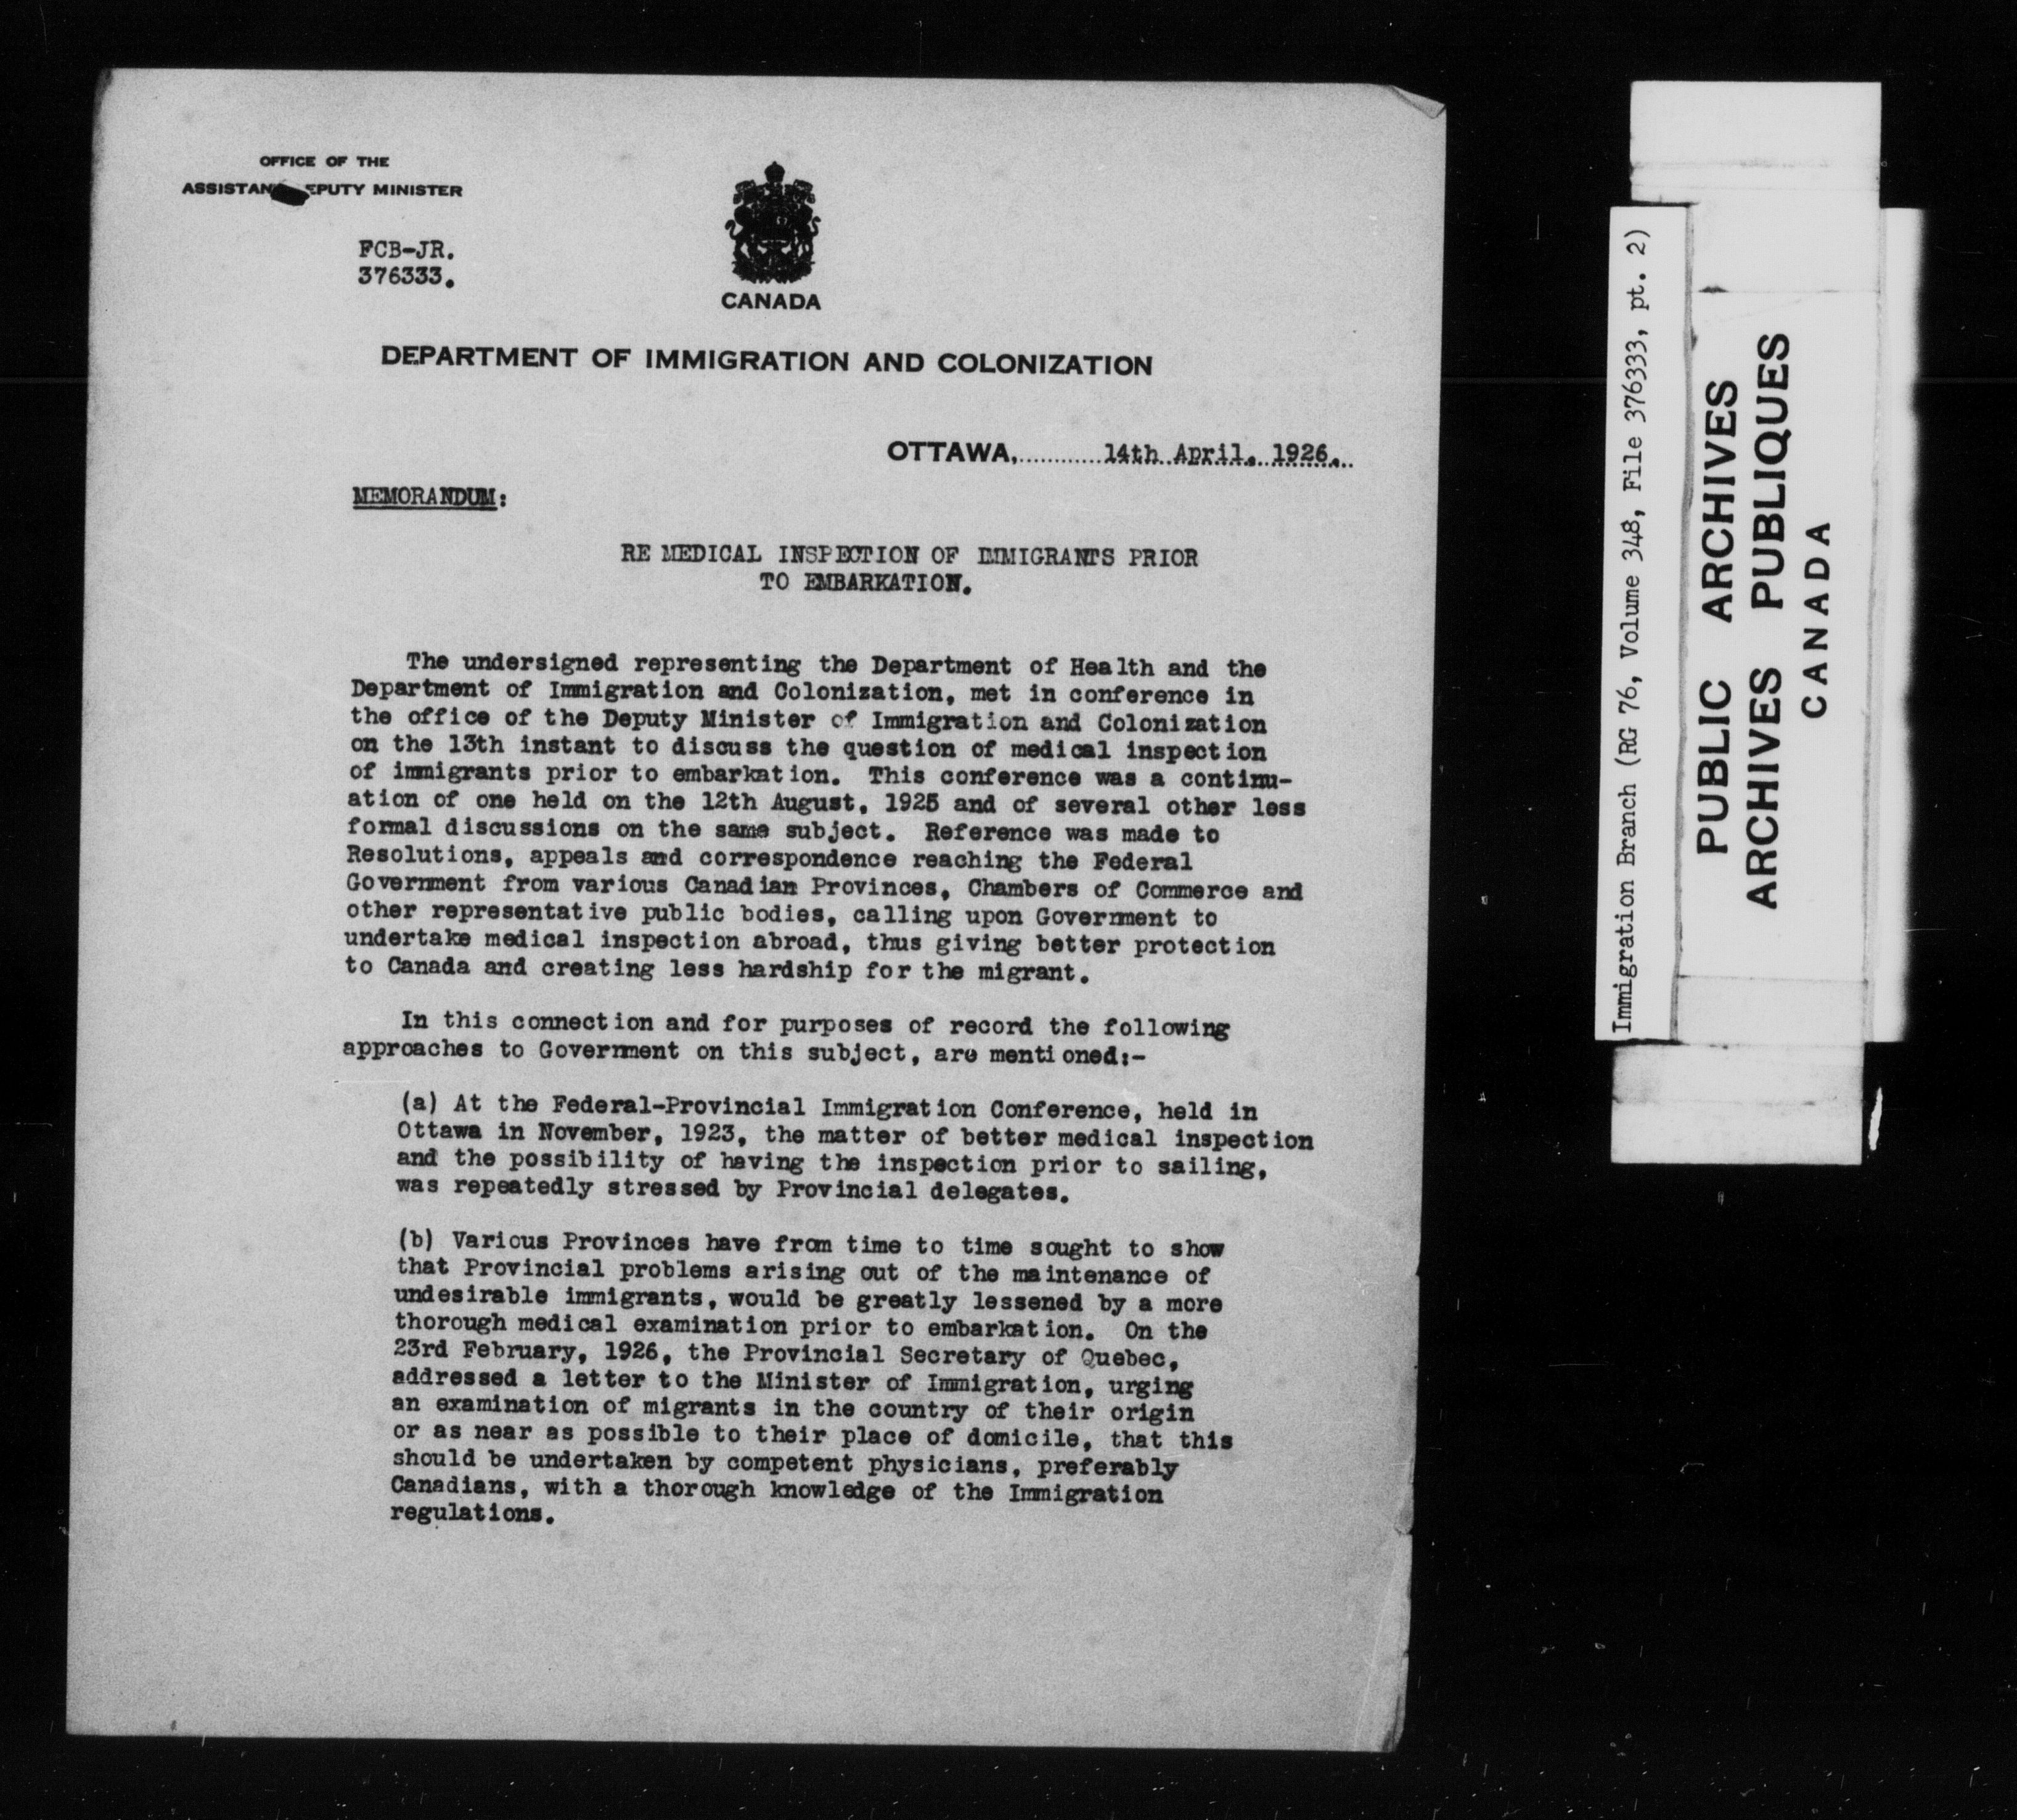 OFFICE OF THE
ASSISTANT DEPUTY MINISTER
FCB-JR.
376333.
CANADA
DEPARTMENT OF IMMIGRATION AND COLONIZATION
OTTAWA,............14th April, 1926...
MEMORANDUM:
RE MEDICAL INSPECTION OF IMMIGRANTS PRIOR
TO EMBARKATION.
The undersigned representing the Department of Health and the
Department of Immigration and Colonization, met in conference in
the office of the Deputy Minister of Immigration and Colonization
on the 13th instant to discuss the question of medical inspection
of immigrants prior to embarkation. This conference was a continu-
ation of one held on the 12th August, 1925 and of several other less
formal discussions on the same subject. Reference was made to
Resolutions, appeals and correspondence reaching the Federal
Government from various Canadian Provinces, Chambers of Commerce and
other representative public bodies, calling upon Government to
undertake medical inspection abroad, thus giving better protection
to Canada and creating less hardship for the migrant.
In this connection and for purposes of record the following
approaches to Government on this subject, are mentioned:-
(a) At the Federal-Provincial Immigration Conference, held in
Ottawa in November, 1923, the matter of better medical inspection
and the possibility of having the inspection prior to sailing,
was repeatedly stressed by Provincial delegates.
(b) Various Provinces have from time to time sought to show
that Provincial problems arising out of the maintenance of
undesirable immigrants, would be greatly lessened by a more
thorough medical examination prior to embarkation. On the
23rd February, 1926, the Provincial Secretary of Quebec,
addressed a letter to the Minister of Immigration, urging
an examination of migrants in the country of their origin
or as near as possible to their place of domicile, that this
should be undertaken by competent physicians, preferably
Canadians, with a thorough knowledge of the Immigration
regulations.
Immigration Branch (RG 76, Volume 348, File 376333, pt. 2)
PUBLIC ARCHIVES
ARCHIVES PUBLIQUES
CANADA